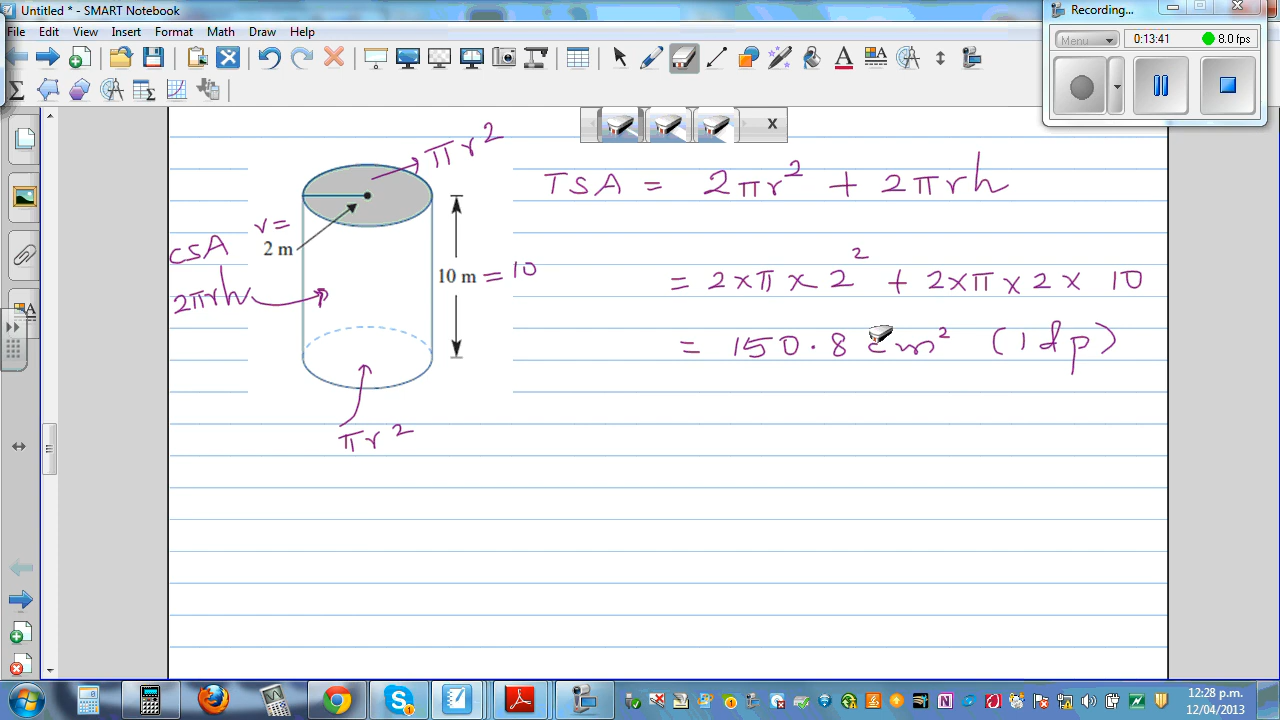 Untitled * - SMART Notebook
File Edit View Insert Format Math Draw Help
Recording...
Menu 0:13:41 8.0 fps
πr²
TSA = 2πr² + 2πrh
r =
2 m
CSA
10 m = 10
2πrh
= 2×π×2² + 2×π×2×10
= 150.8 cm² (1dp)
πr²
12:28 p.m.
12/04/2013